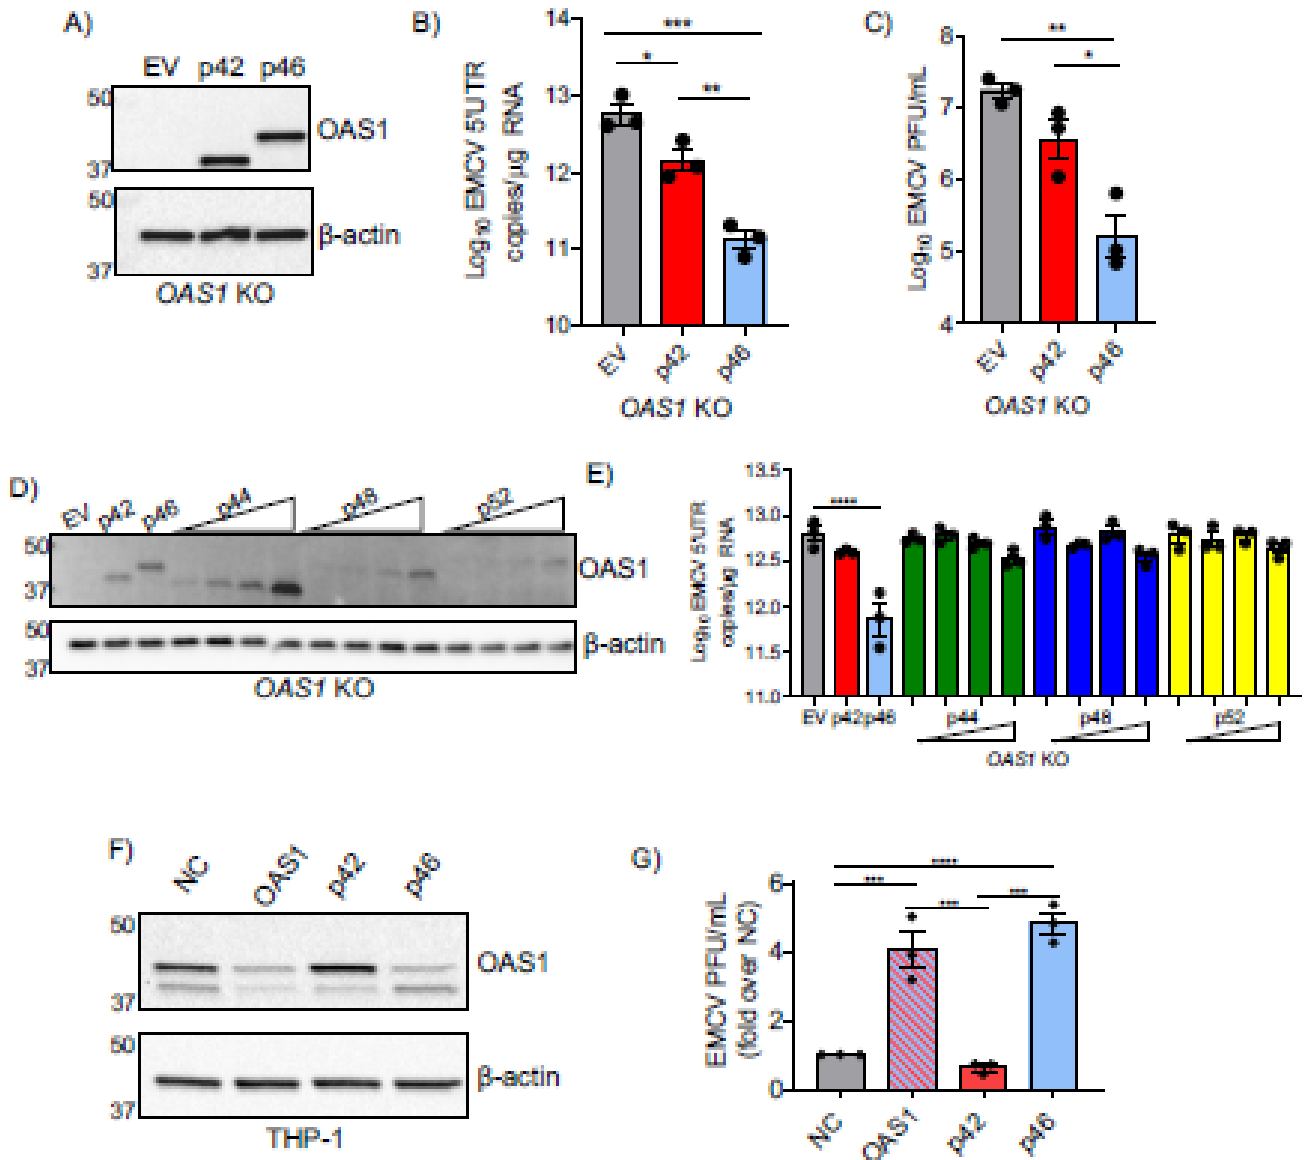 A)
EV p42 p46
50
OAS1
37
50
β-actin
37
OAS1 KO
B)
14
13
12
11
10
Log10 EMCV 5'UTR
copies/µg RNA
***
*
**
EV
p42
p46
OAS1 KO
C)
8
7
6
5
4
Log10 EMCV PFU/mL
**
*
EV
p42
p46
OAS1 KO
D)
EV p42 p46 p44 p48 p52
50
OAS1
37
50
β-actin
37
OAS1 KO
E)
13.5
13.0
12.5
12.0
11.5
11.0
Log10 EMCV 5'UTR
copies/µg RNA
****
EV p42 p46 p44 p48 p52
OAS1 KO
F)
NC OAS1 p42 p46
50
OAS1
37
50
β-actin
37
THP-1
G)
6
4
2
0
EMCV PFU/mL
(fold over NC)
****
*** ***
***
NC
OAS1
p42
p46